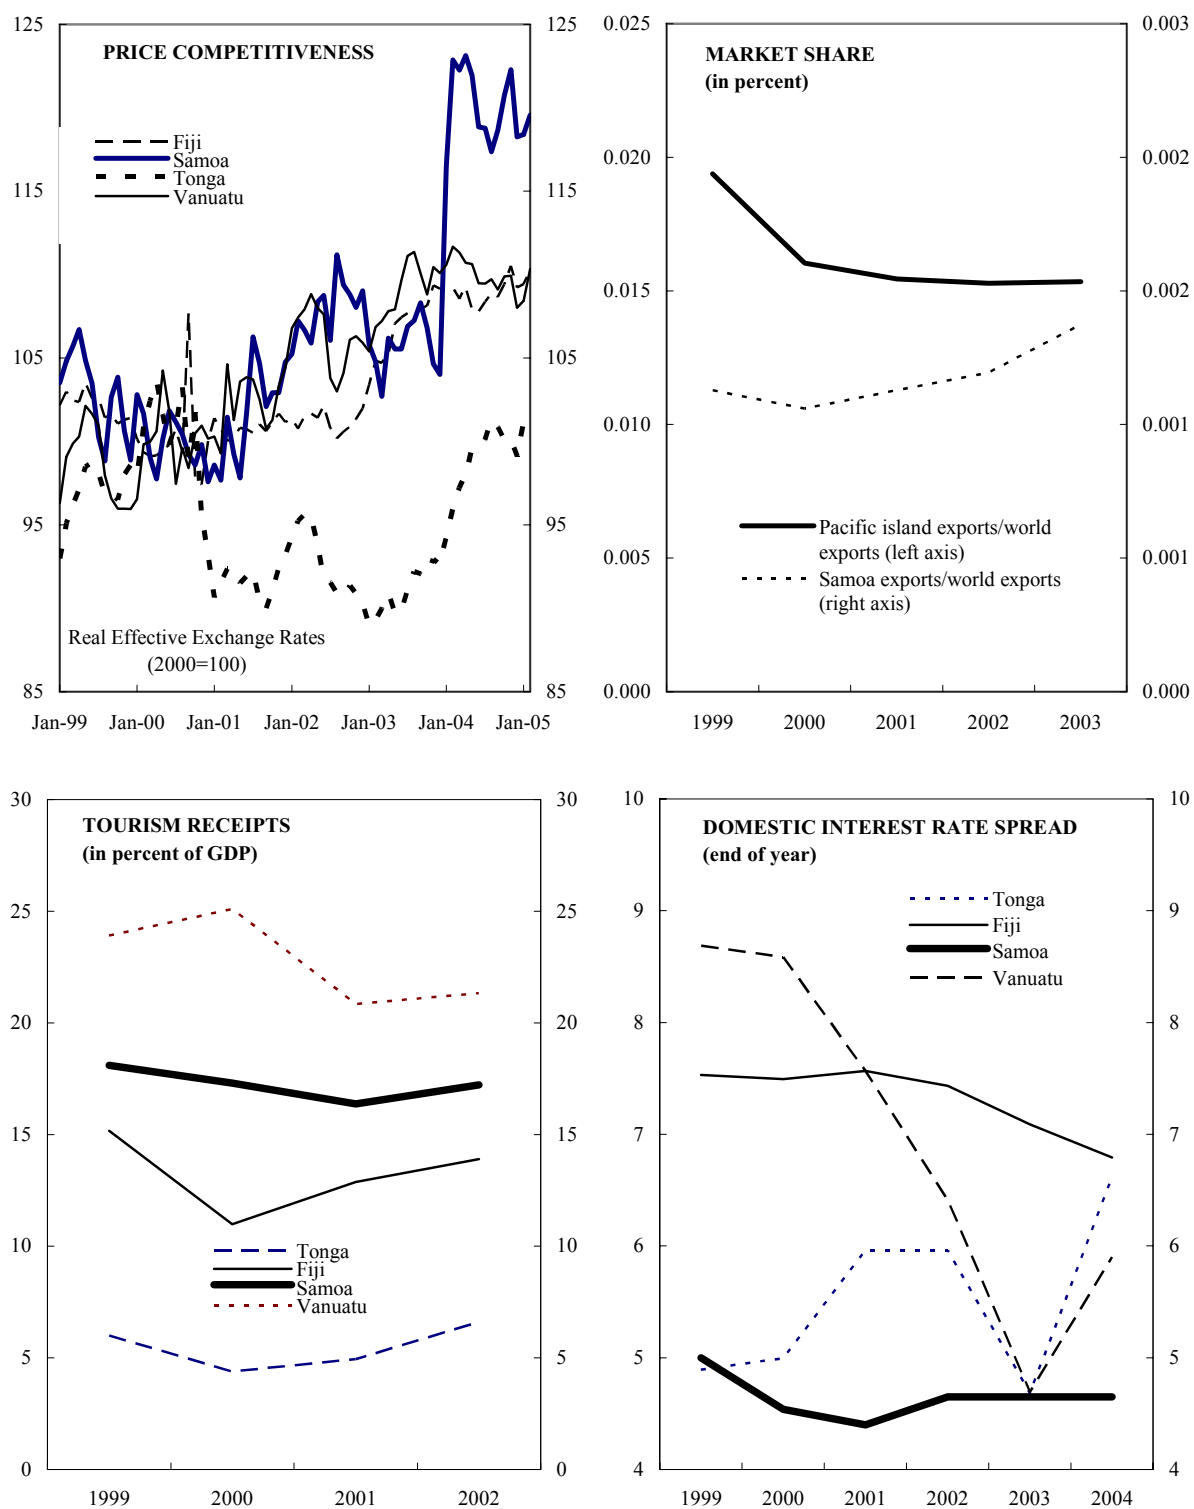 125
125
PRICE COMPETITIVENESS
Fiji
Samoa
Tonga
Vanuatu
115
115
105
105
95
95
Real Effective Exchange Rates
(2000=100)
85
85
Jan-99 Jan-00 Jan-01 Jan-02 Jan-03 Jan-04 Jan-05
0.025
0.003
MARKET SHARE
(in percent)
0.020
0.002
0.015
0.002
0.010
0.001
Pacific island exports/world
exports (left axis)
0.005
0.001
Samoa exports/world exports
(right axis)
0.000
0.000
1999 2000 2001 2002 2003
30
30
TOURISM RECEIPTS
(in percent of GDP)
25
25
20
20
15
15
10
10
Tonga
Fiji
Samoa
Vanuatu
5
5
0
0
1999 2000 2001 2002
10
10
DOMESTIC INTEREST RATE SPREAD
(end of year)
Tonga
9
9
Fiji
Samoa
Vanuatu
8
8
7
7
6
6
5
5
4
4
1999 2000 2001 2002 2003 2004